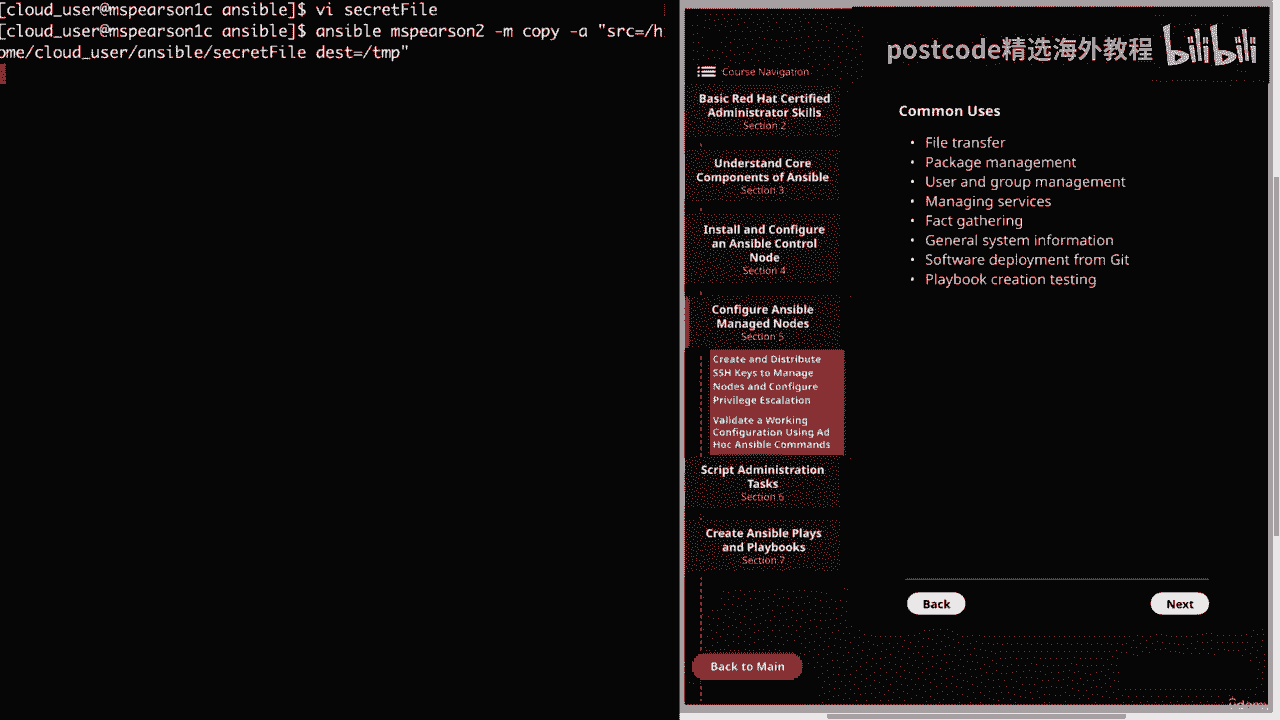 [cloud_user@mspearson1c ansible]$ vi secretFile
[cloud_user@mspearson1c ansible]$ ansible mspearson2 -m copy -a "src=/h
ome/cloud_user/ansible/secretFile dest=/tmp"
postcode精选海外教程 bilibili
Course Navigation
Basic Red Hat Certified
Administrator Skills
Section 2
Understand Core
Components of Ansible
Section 3
Install and Configure
an Ansible Control
Node
Section 4
Configure Ansible
Managed Nodes
Section 5
Create and Distribute
SSH Keys to Manage
Nodes and Configure
Privilege Escalation
Validate a Working
Configuration Using Ad
Hoc Ansible Commands
Script Administration
Tasks
Section 6
Create Ansible Plays
and Playbooks
Section 7
Back to Main
Common Uses
• File transfer
• Package management
• User and group management
• Managing services
• Fact gathering
• General system information
• Software deployment from Git
• Playbook creation testing
Back
Next